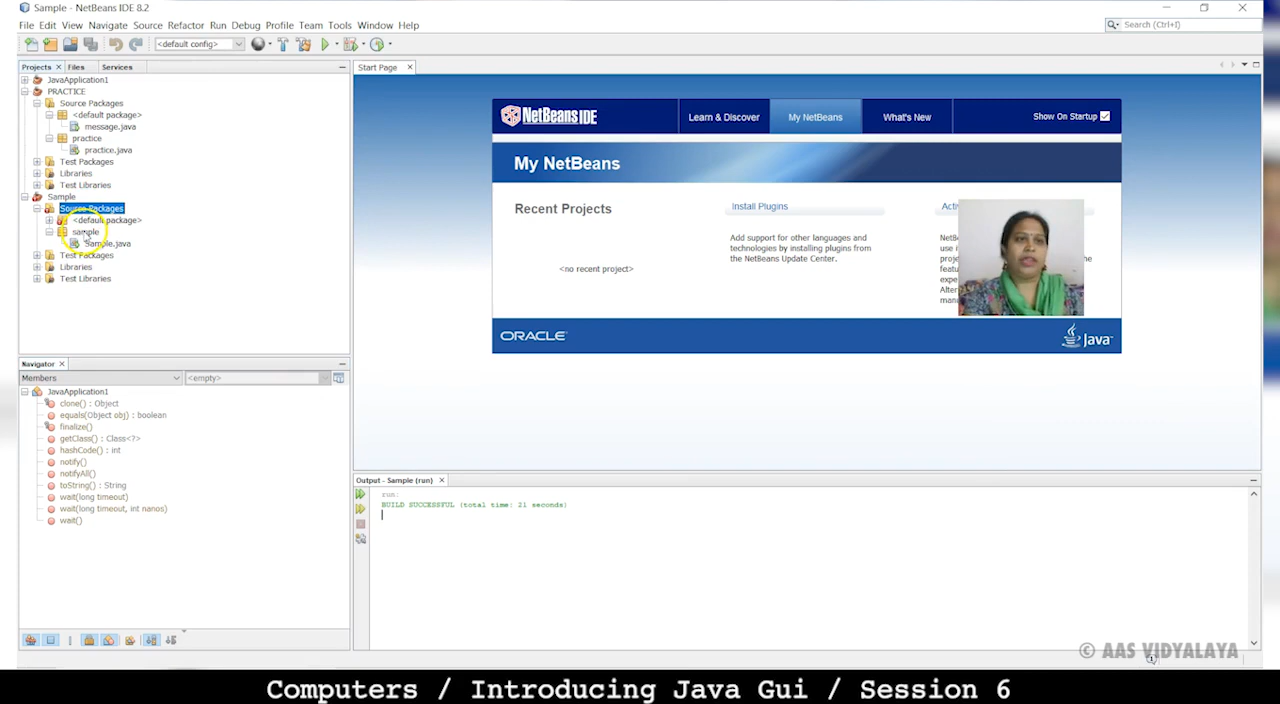 Sample - NetBeans IDE 8.2
File Edit View Navigate Source Refactor Run Debug Profile Team Tools Window Help
Search (Ctrl+I)
<default config>
Projects Files Services
JavaApplication1
PRACTICE
Source Packages
<default package>
message.java
practice
practice.java
Test Packages
Libraries
Test Libraries
Sample
Source Packages
<default package>
sample
Sample.java
Test Packages
Libraries
Test Libraries
Start Page
NetBeans IDE
Learn & Discover
My NetBeans
What's New
Show On Startup
My NetBeans
Recent Projects
<no recent project>
Install Plugins
Add support for other languages and
technologies by installing plugins from
the NetBeans Update Center.
ORACLE
Java
Navigator
Members
<empty>
JavaApplication1
clone() : Object
equals(Object obj) : boolean
finalize()
getClass() : Class<?>
hashCode() : int
notify()
notifyAll()
toString() : String
wait(long timeout)
wait(long timeout, int nanos)
wait()
Output - Sample (run)
run:
BUILD SUCCESSFUL (total time: 21 seconds)
© AAS VIDYALAYA
Computers / Introducing Java Gui / Session 6